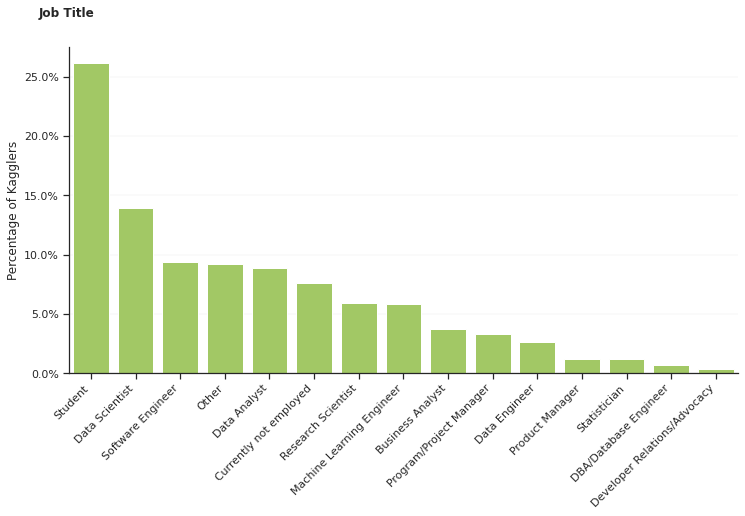 Job Title
Percentage of Kagglers
25.0%
20.0%
15.0%
10.0%
5.0%
0.0%
Student
Data Scientist
Software Engineer
Other
Data Analyst
Currently not employed
Research Scientist
Machine Learning Engineer
Business Analyst
Program/Project Manager
Data Engineer
Product Manager
Statistician
DBA/Database Engineer
Developer Relations/Advocacy